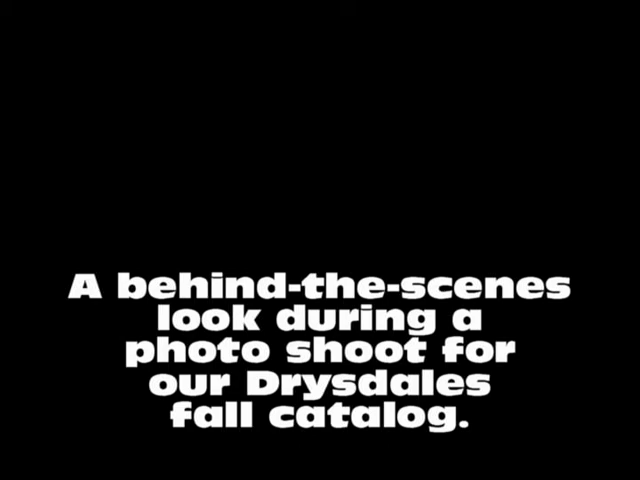 A behind-the-scenes
look during a
photo shoot for
our Drysdales
fall catalog.